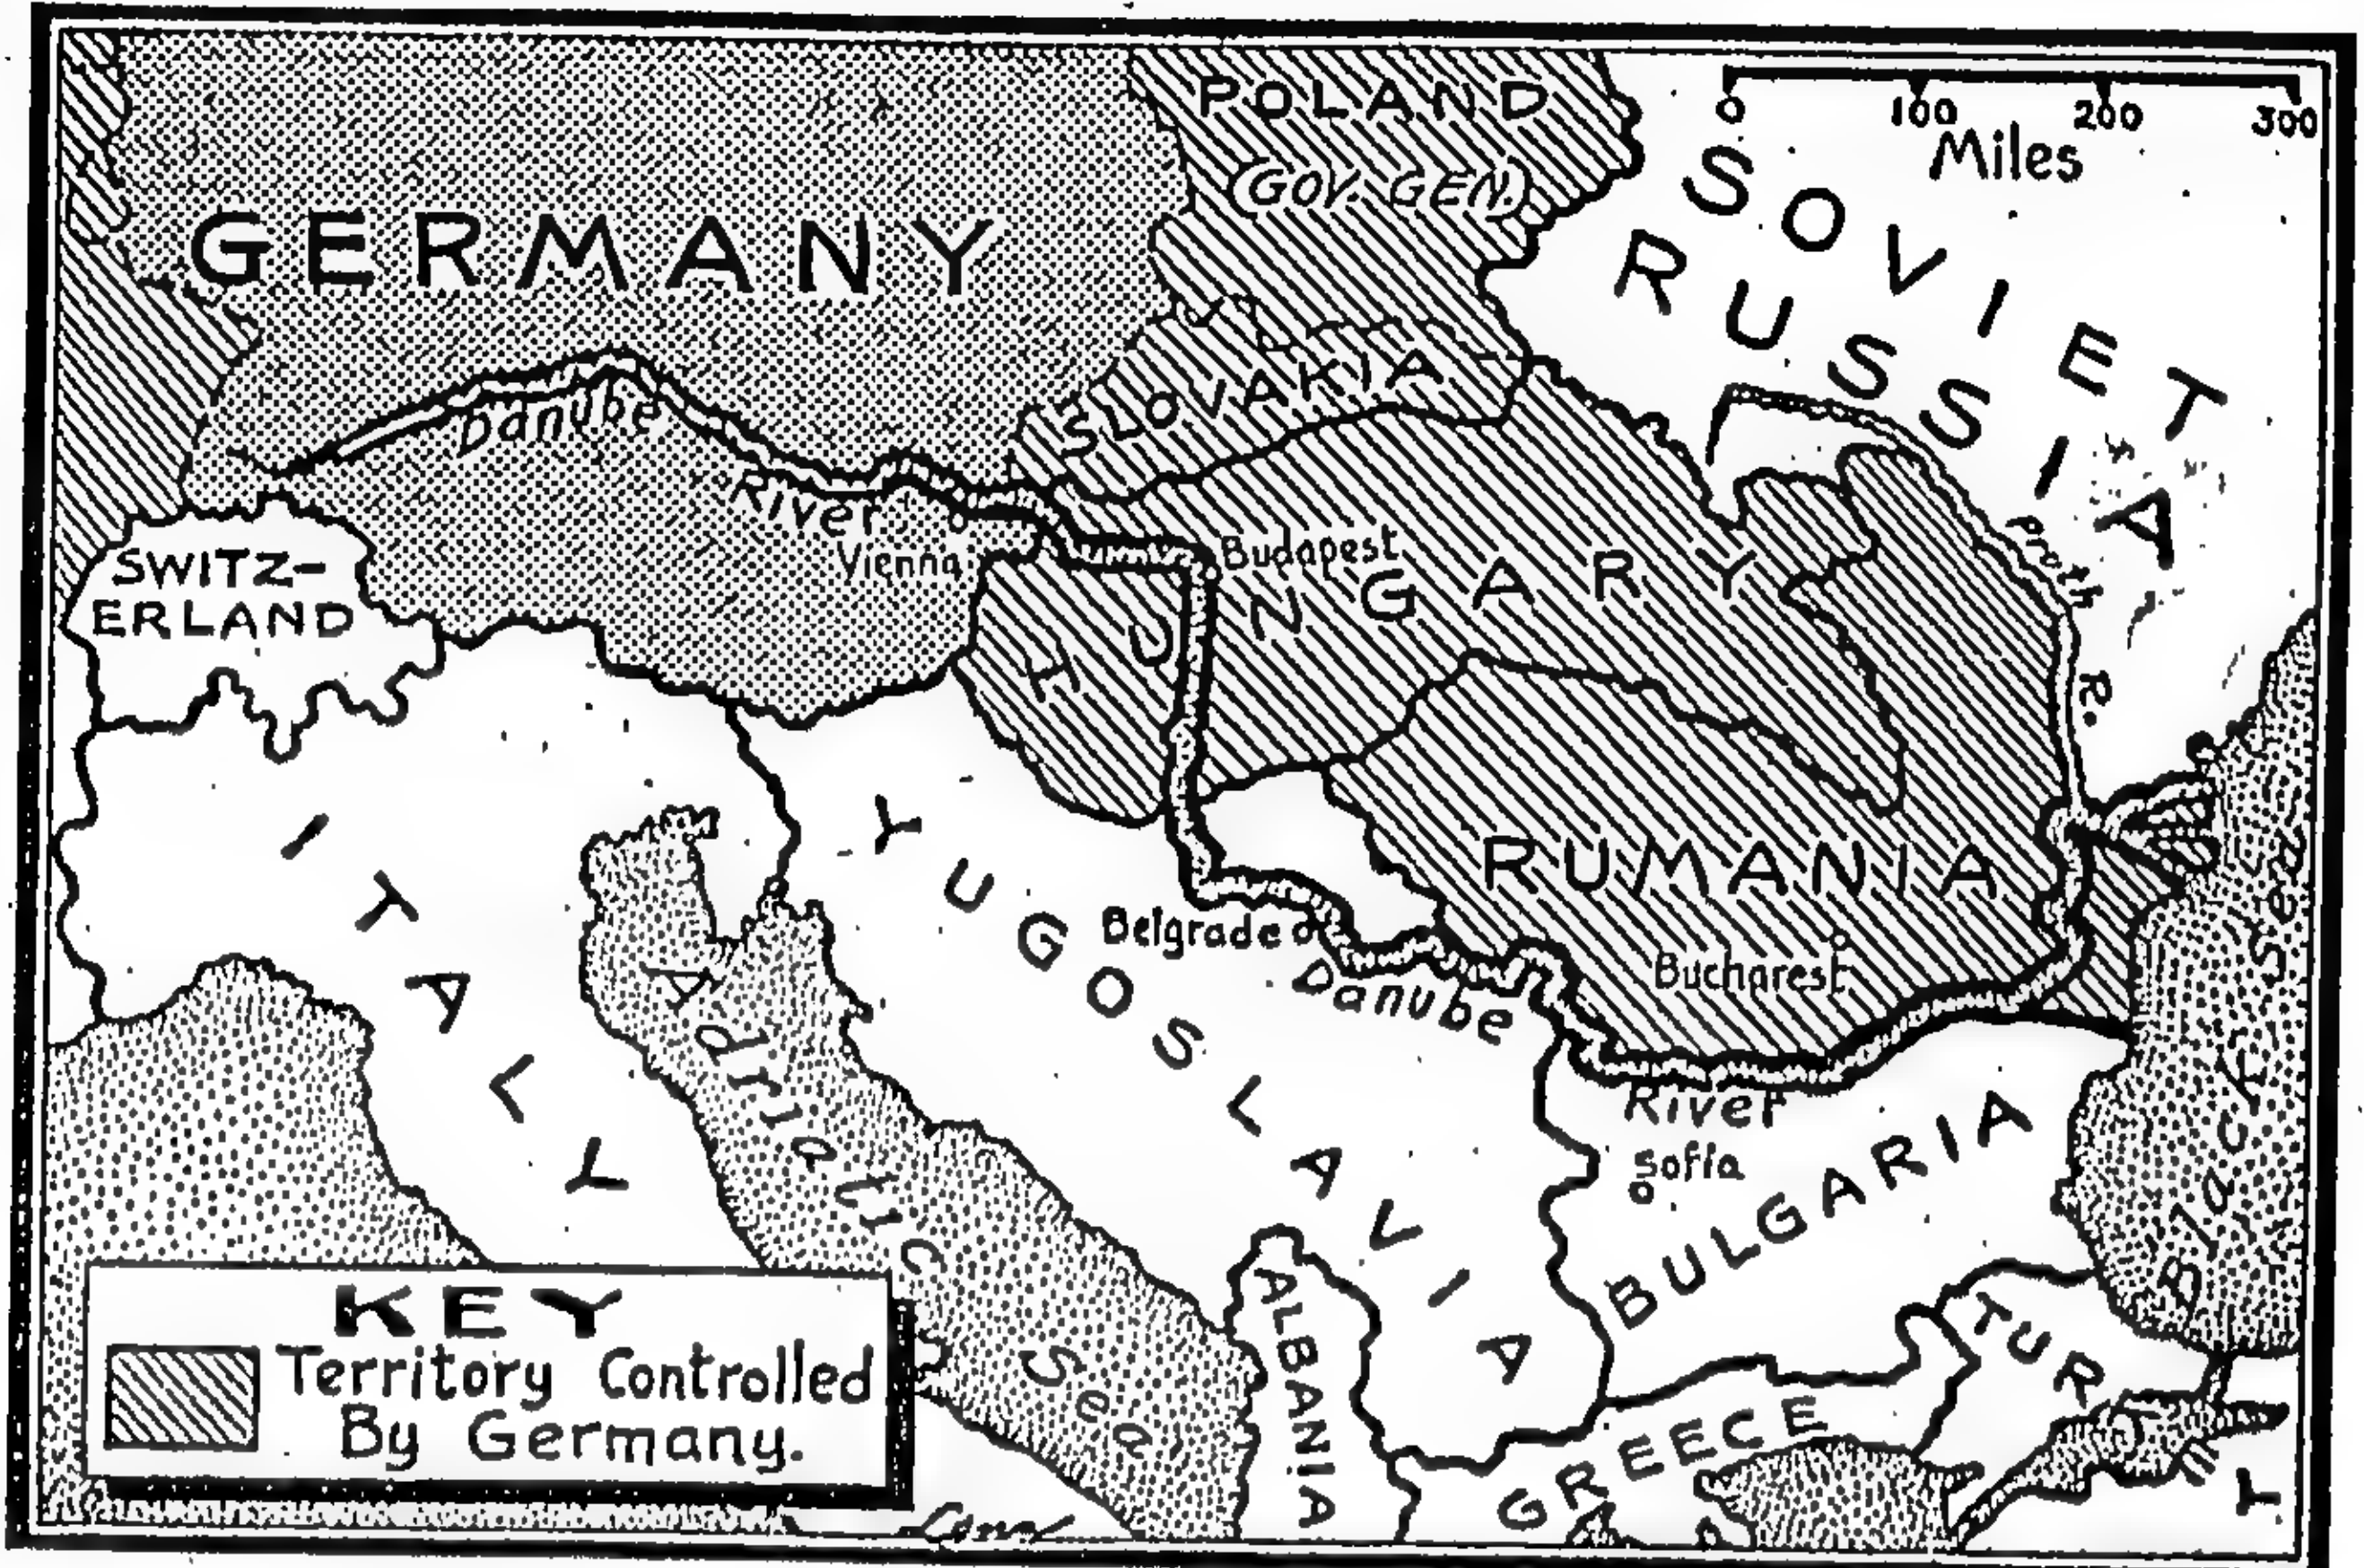 POLAND
(GOV. GEN.)
0 100 200 300
Miles
SOVIET
RUSSIA
GERMANY
SLOVAKIA
Danube
River
Vienna
Budapest
Pruth R.
SWITZ-
ERLAND
HUNGARY
ITALY
YUGOSLAVIA
RUMANIA
Belgrade
Bucharest
Danube
River
Sofia
BULGARIA
Adriatic Sea
Black Sea
ALBANIA
GREECE
TUR
Y
KEY
Territory Controlled
By Germany.